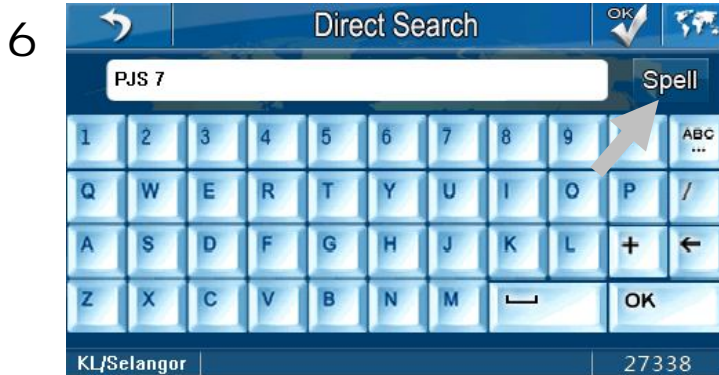 6
Direct Search OK
PJS 7 Spell
1 2 3 4 5 6 7 8 9 ABC ...
Q W E R T Y U I O P /
A S D F G H J K L + ←
Z X C V B N M OK
KL/Selangor 27338